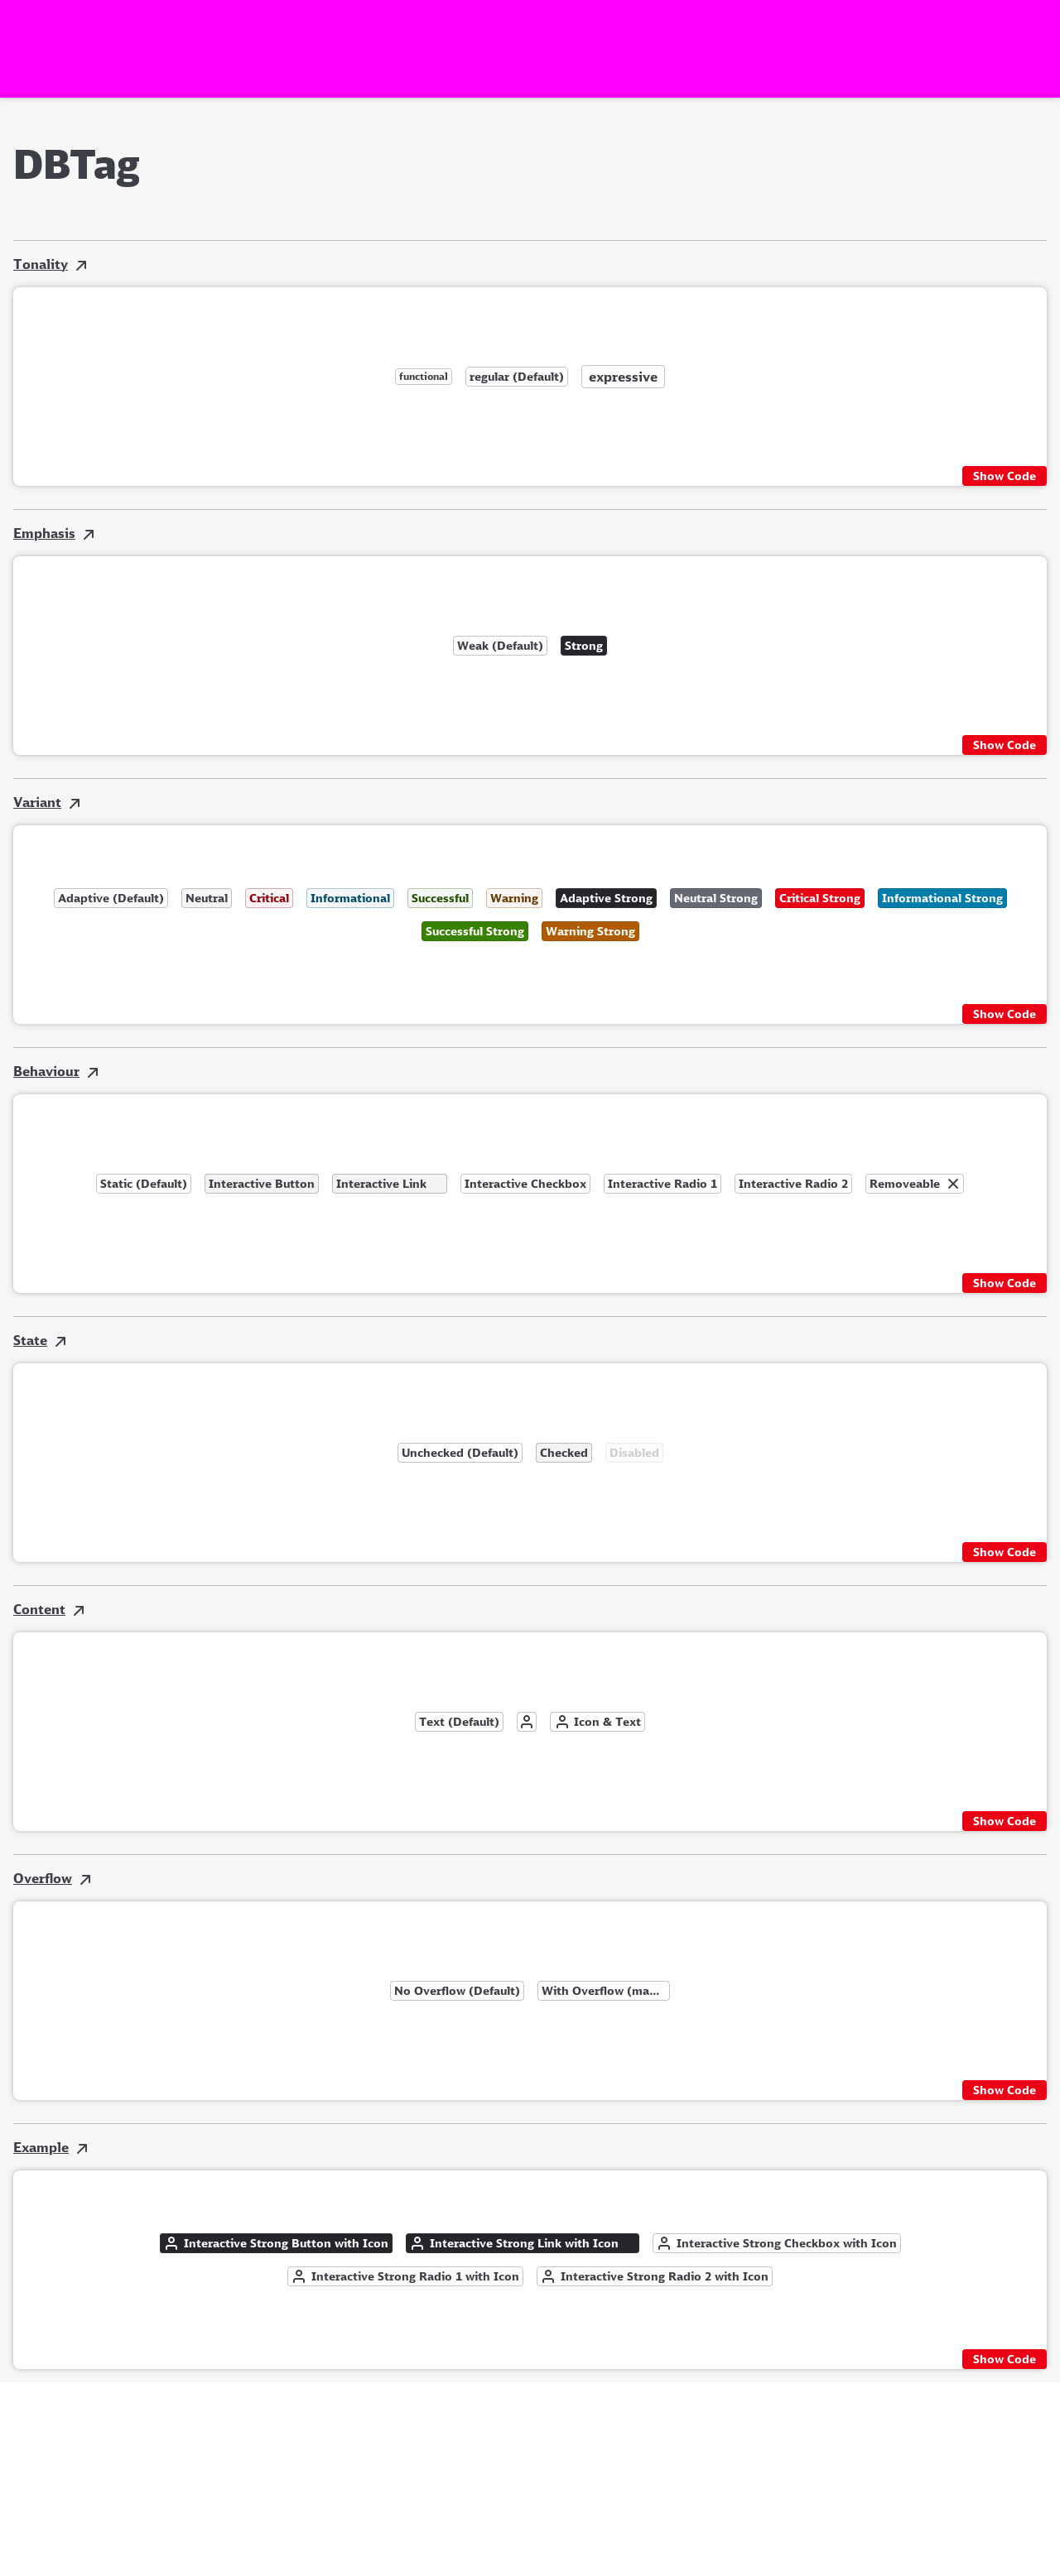 DBTag
Tonality
functional regular (Default) expressive
Show Code
Emphasis
Weak (Default) Strong
Show Code
Variant
Adaptive (Default) Neutral Critical Informational Successful Warning Adaptive Strong Neutral Strong Critical Strong Informational Strong
Successful Strong Warning Strong
Show Code
Behaviour
Static (Default) Interactive Button Interactive Link Interactive Checkbox Interactive Radio 1 Interactive Radio 2 Removeable
Show Code
State
Unchecked (Default) Checked Disabled
Show Code
Content
Text (Default) Icon & Text
Show Code
Overflow
No Overflow (Default) With Overflow (ma...
Show Code
Example
Interactive Strong Button with Icon Interactive Strong Link with Icon Interactive Strong Checkbox with Icon
Interactive Strong Radio 1 with Icon Interactive Strong Radio 2 with Icon
Show Code